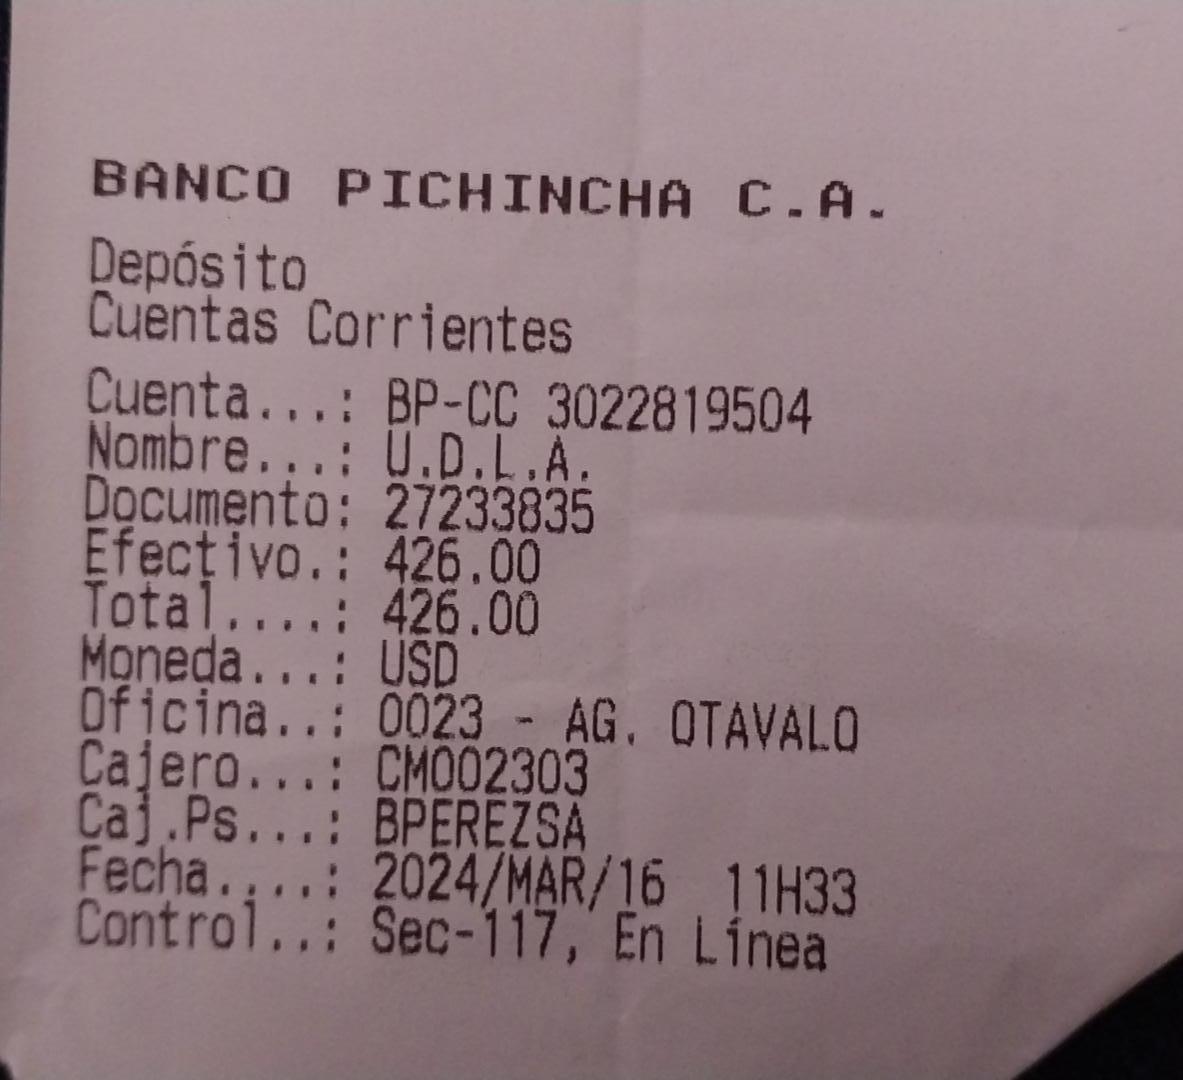 BANCO PICHINCHA C.A.
Depósito
Cuentas Corrientes
Cuenta...: BP-CC 3022819504
Nombre...: U.D.L.A.
Documento: 27233835
Efectivo.: 426.00
Total....: 426.00
Moneda...: USD
Oficina..: 0023 - AG. OTAVALO
Cajero...: CM002303
Caj.Ps...: BPEREZSA
Fecha....: 2024/MAR/16 11H33
Control..: Sec-117, En Línea